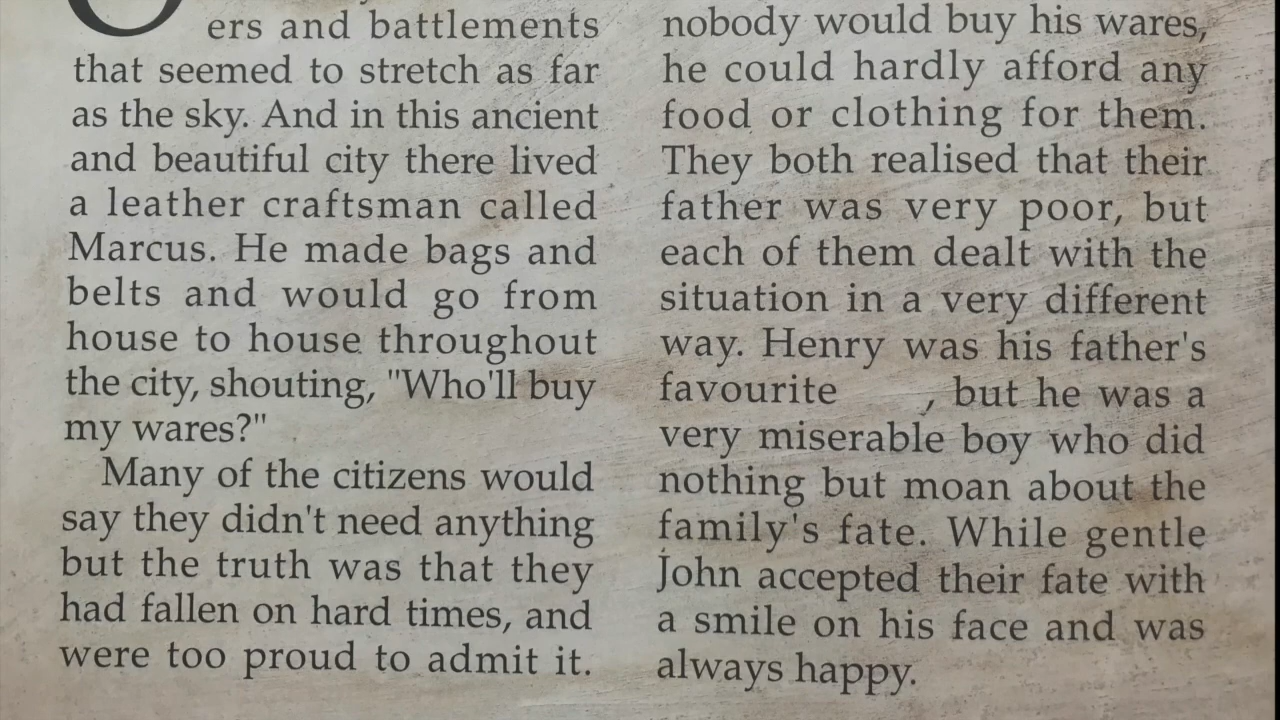 O
ers and battlements
that seemed to stretch as far
as the sky. And in this ancient
and beautiful city there lived
a leather craftsman called
Marcus. He made bags and
belts and would go from
house to house throughout
the city, shouting, "Who'll buy
my wares?"
Many of the citizens would
say they didn't need anything
but the truth was that they
had fallen on hard times, and
were too proud to admit it.
nobody would buy his wares,
he could hardly afford any
food or clothing for them.
They both realised that their
father was very poor, but
each of them dealt with the
situation in a very different
way. Henry was his father's
favourite , but he was a
very miserable boy who did
nothing but moan about the
family's fate. While gentle
John accepted their fate with
a smile on his face and was
always happy.